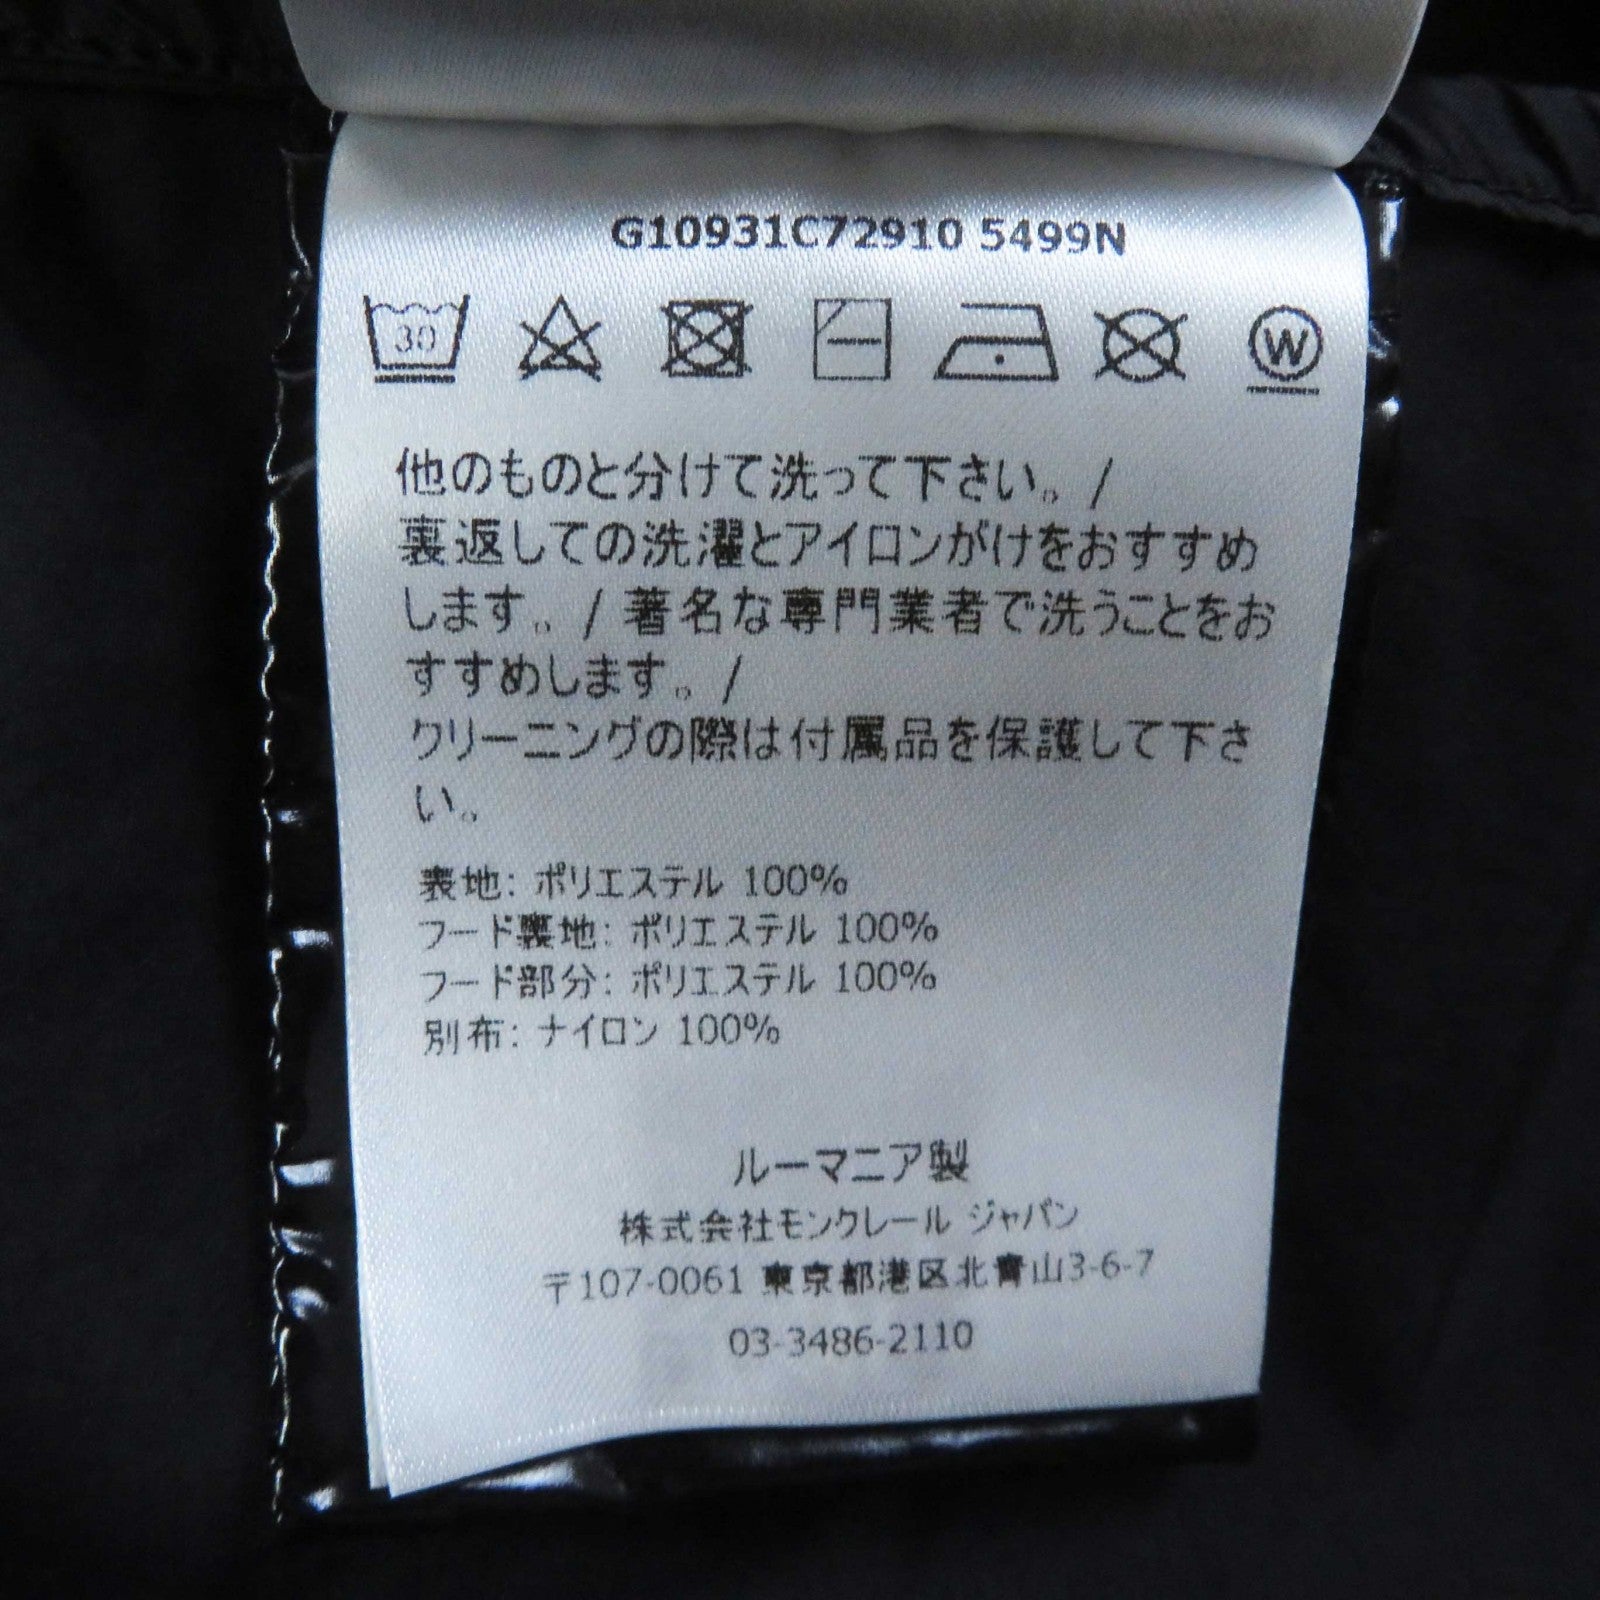 G10931C72910 5499N
30
W
他のものと分けて洗って下さい。/
裏返しての洗濯とアイロンがけをおすすめ
します。/ 著名な専門業者で洗うことをお
すすめします。/
クリーニングの際は付属品を保護して下さ
い。
表地: ポリエステル 100%
フード裏地: ポリエステル 100%
フード部分: ポリエステル 100%
別布: ナイロン 100%
ルーマニア製
株式会社モンクレール ジャパン
〒107-0061 東京都港区北青山3-6-7
03-3486-2110